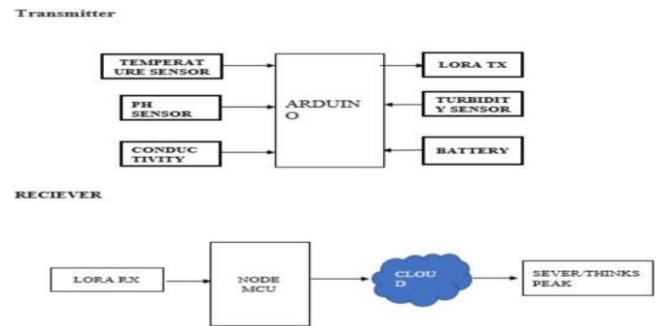 Transmitter
TEMPERAT
URE SENSOR
PH
SENSOR
CONDUC
TIVITY
ARDUIN
O
LORA TX
TURBIDIT
Y SENSOR
BATTERY
RECIEVER
LORA RX
NODE
MCU
CLOU
D
SEVER/THINKS
PEAK